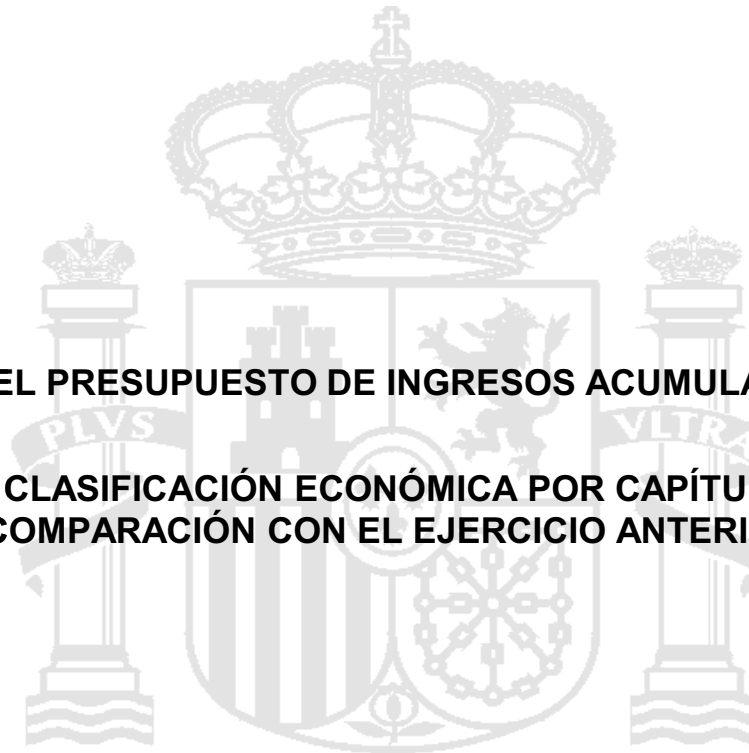 EL PRESUPUESTO DE INGRESOS ACUMULA
CLASIFICACIÓN ECONÓMICA POR CAPÍTU
COMPARACIÓN CON EL EJERCICIO ANTERI
PLVS
VLTRA